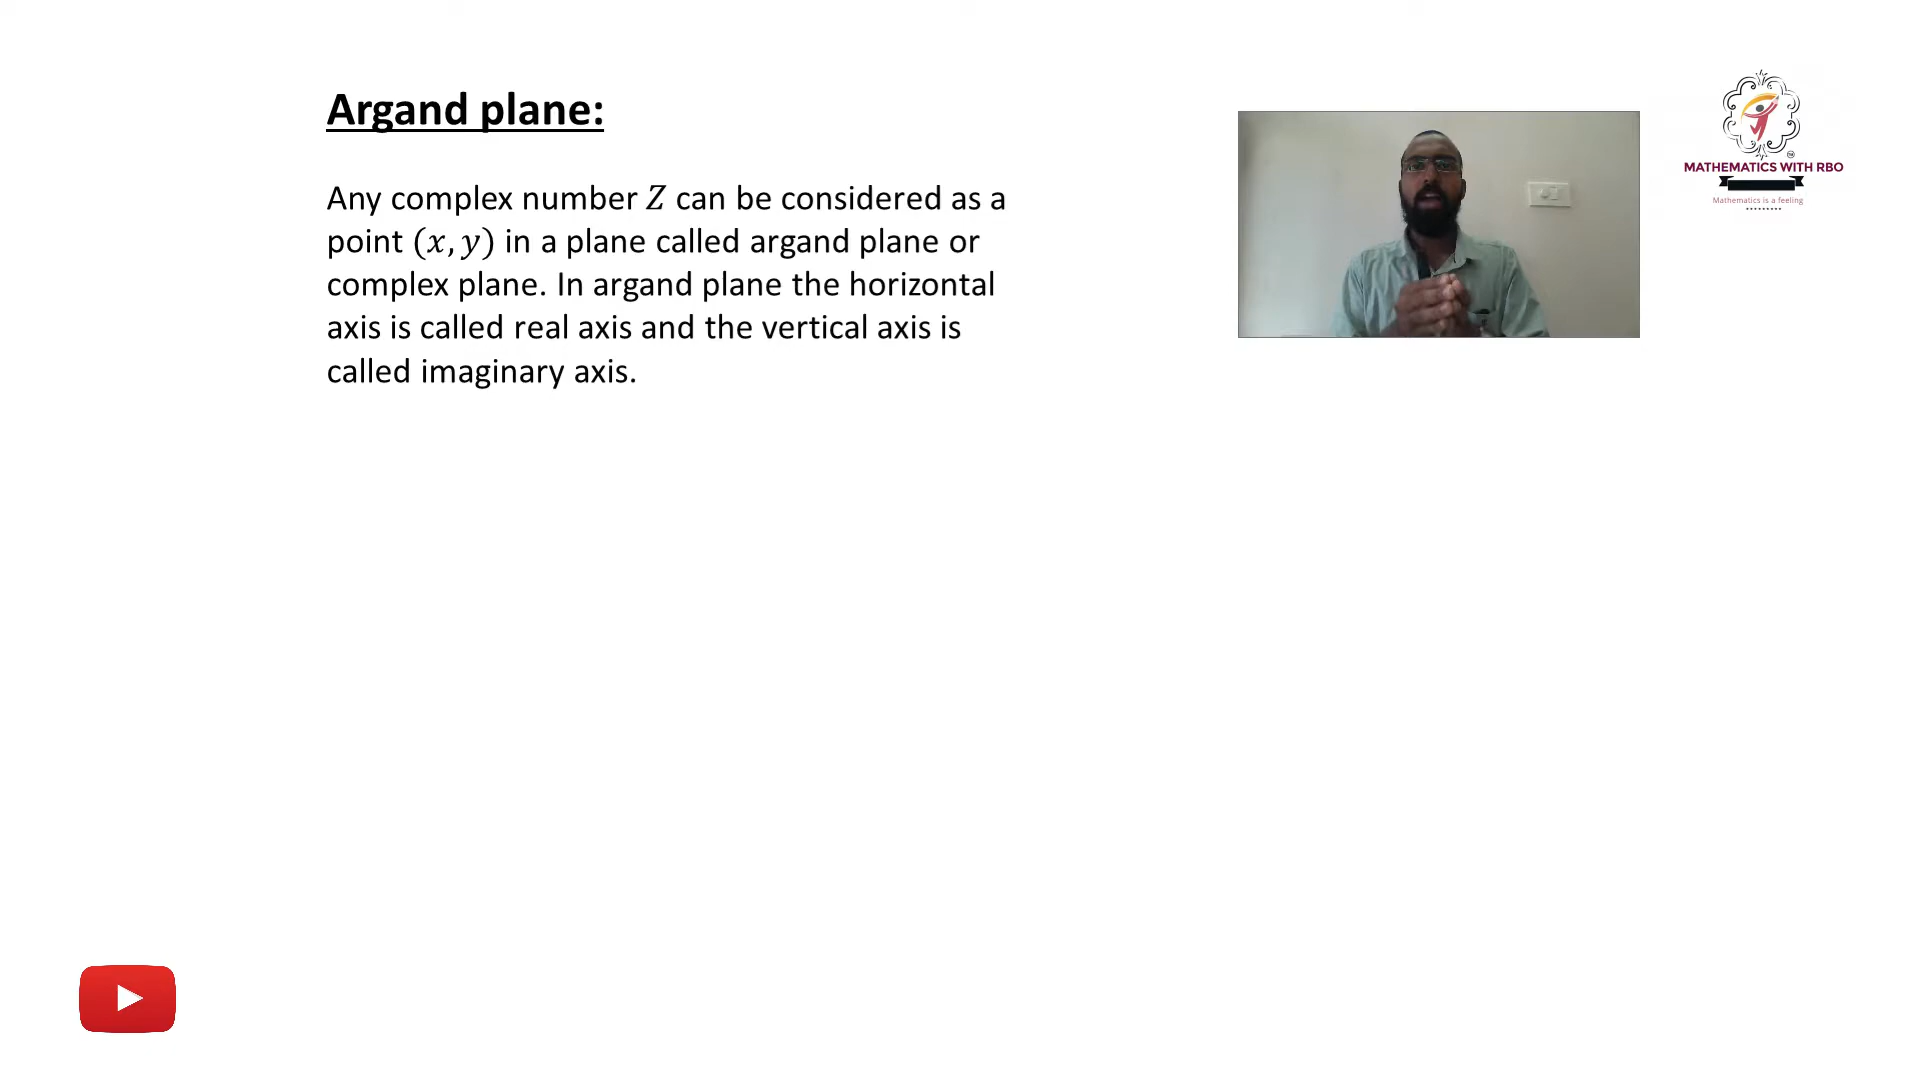 Argand plane:
Any complex number 𝑍 can be considered as a
point (𝑥, 𝑦) in a plane called argand plane or
complex plane. In argand plane the horizontal
axis is called real axis and the vertical axis is
called imaginary axis.
MATHEMATICS WITH RBO
Mathematics is a feeling